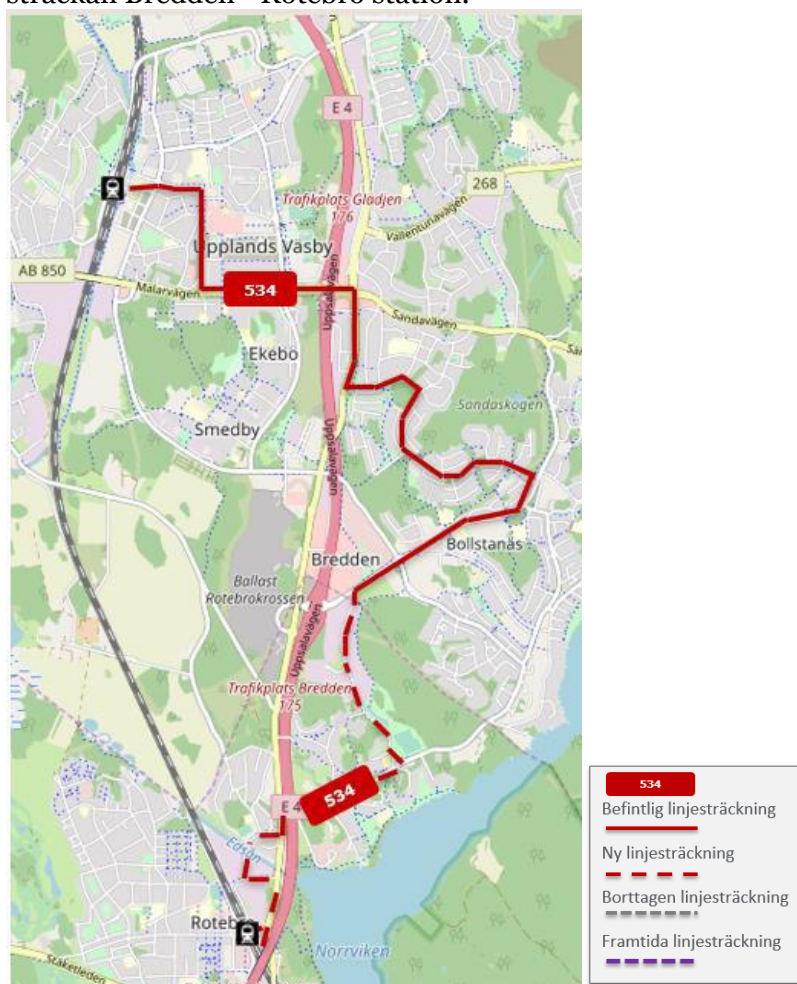 sträckan Bredden - Rotebro station.
E 4
268
Trafikplats Glädjen
176
Vallentunavägen
Upplands Väsby
AB 850
Mälarvägen
534
Uppsalavägen
Sandavägen
Ekebo
Sandaskogen
Smedby
Uppsalavägen
Bredden
Bollstanäs
Ballast
Rotebrokrossen
Uppsalavägen
Trafikplats Bredden
175
534
E 4
Edsån
Rotebro
Norrviken
Staketleden
534
Befintlig linjesträckning
Ny linjesträckning
Borttagen linjesträckning
Framtida linjesträckning